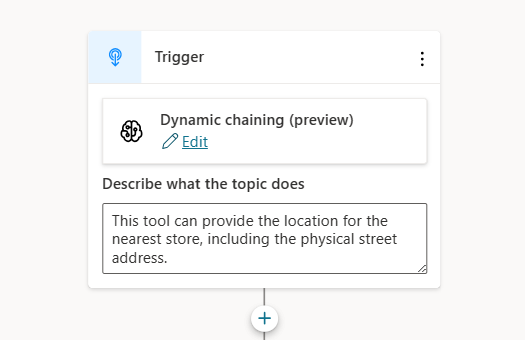 Trigger
Dynamic chaining (preview)
Edit
Describe what the topic does
This tool can provide the location for the
nearest store, including the physical street
address.